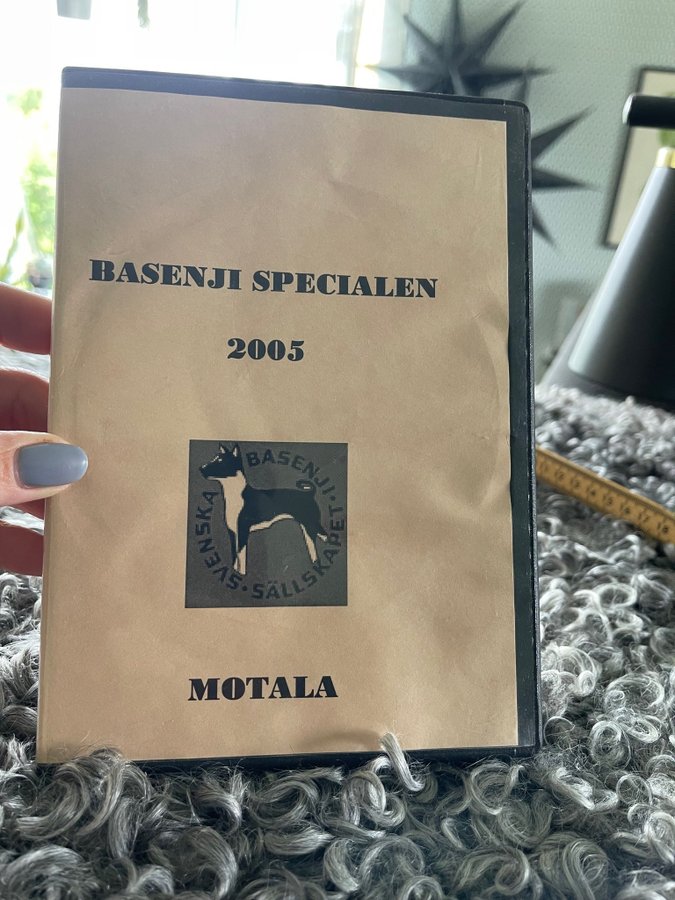 BASENJI SPECIALEN
2005
SVENSKA · BASENJI · SÄLLSKAPET ·
MOTALA